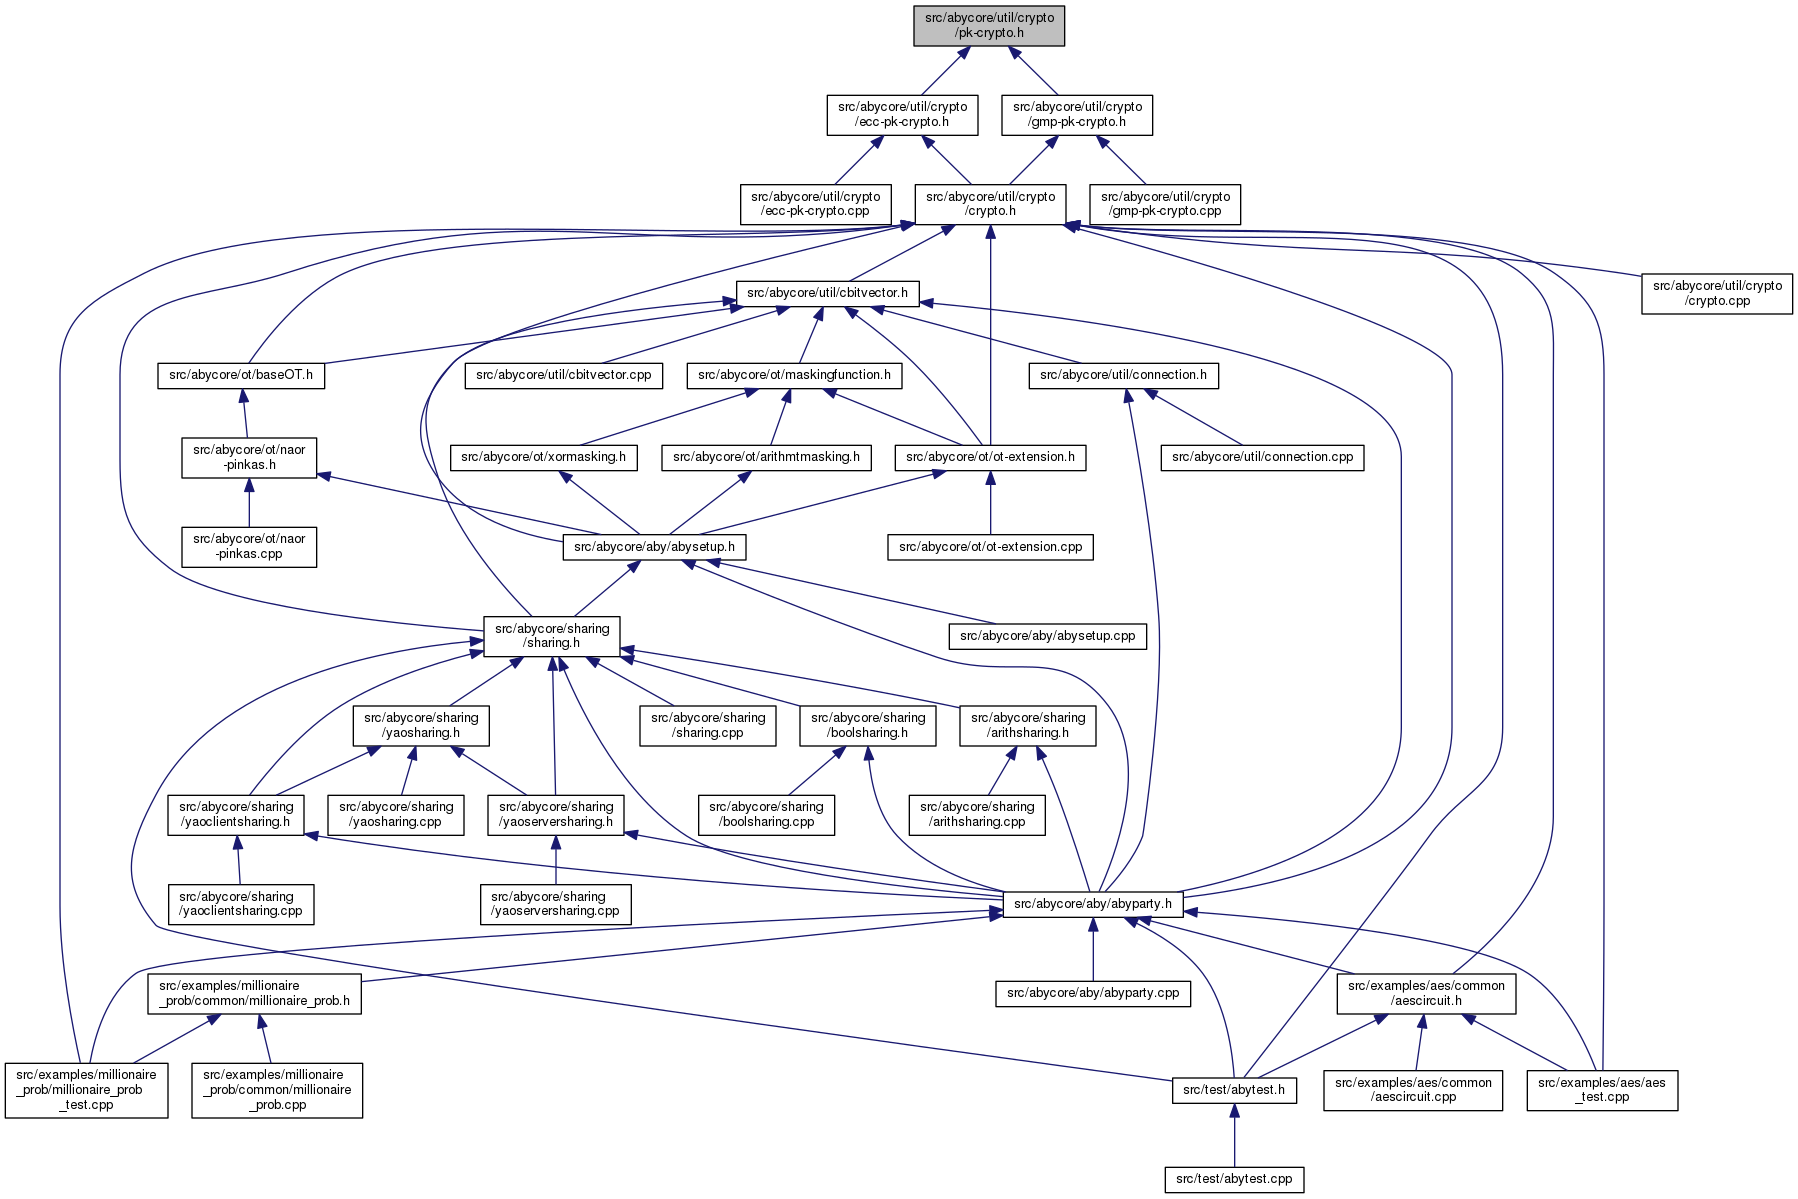 src/abycore/util/crypto
/pk-crypto.h
src/abycore/util/crypto
/ecc-pk-crypto.h
src/abycore/util/crypto
/gmp-pk-crypto.h
src/abycore/util/crypto
/ecc-pk-crypto.cpp
src/abycore/util/crypto
/crypto.h
src/abycore/util/crypto
/gmp-pk-crypto.cpp
src/abycore/util/cbitvector.h
src/abycore/util/crypto
/crypto.cpp
src/abycore/ot/baseOT.h
src/abycore/util/cbitvector.cpp
src/abycore/ot/maskingfunction.h
src/abycore/util/connection.h
src/abycore/ot/naor
-pinkas.h
src/abycore/ot/xormasking.h
src/abycore/ot/arithmtmasking.h
src/abycore/ot/ot-extension.h
src/abycore/util/connection.cpp
src/abycore/ot/naor
-pinkas.cpp
src/abycore/aby/abysetup.h
src/abycore/ot/ot-extension.cpp
src/abycore/sharing
/sharing.h
src/abycore/aby/abysetup.cpp
src/abycore/sharing
/yaosharing.h
src/abycore/sharing
/sharing.cpp
src/abycore/sharing
/boolsharing.h
src/abycore/sharing
/arithsharing.h
src/abycore/sharing
/yaoclientsharing.h
src/abycore/sharing
/yaosharing.cpp
src/abycore/sharing
/yaoserversharing.h
src/abycore/sharing
/boolsharing.cpp
src/abycore/sharing
/arithsharing.cpp
src/abycore/sharing
/yaoclientsharing.cpp
src/abycore/sharing
/yaoserversharing.cpp
src/abycore/aby/abyparty.h
src/examples/millionaire
_prob/common/millionaire_prob.h
src/abycore/aby/abyparty.cpp
src/examples/aes/common
/aescircuit.h
src/examples/millionaire
_prob/millionaire_prob
_test.cpp
src/examples/millionaire
_prob/common/millionaire
_prob.cpp
src/test/abytest.h
src/examples/aes/common
/aescircuit.cpp
src/examples/aes/aes
_test.cpp
src/test/abytest.cpp